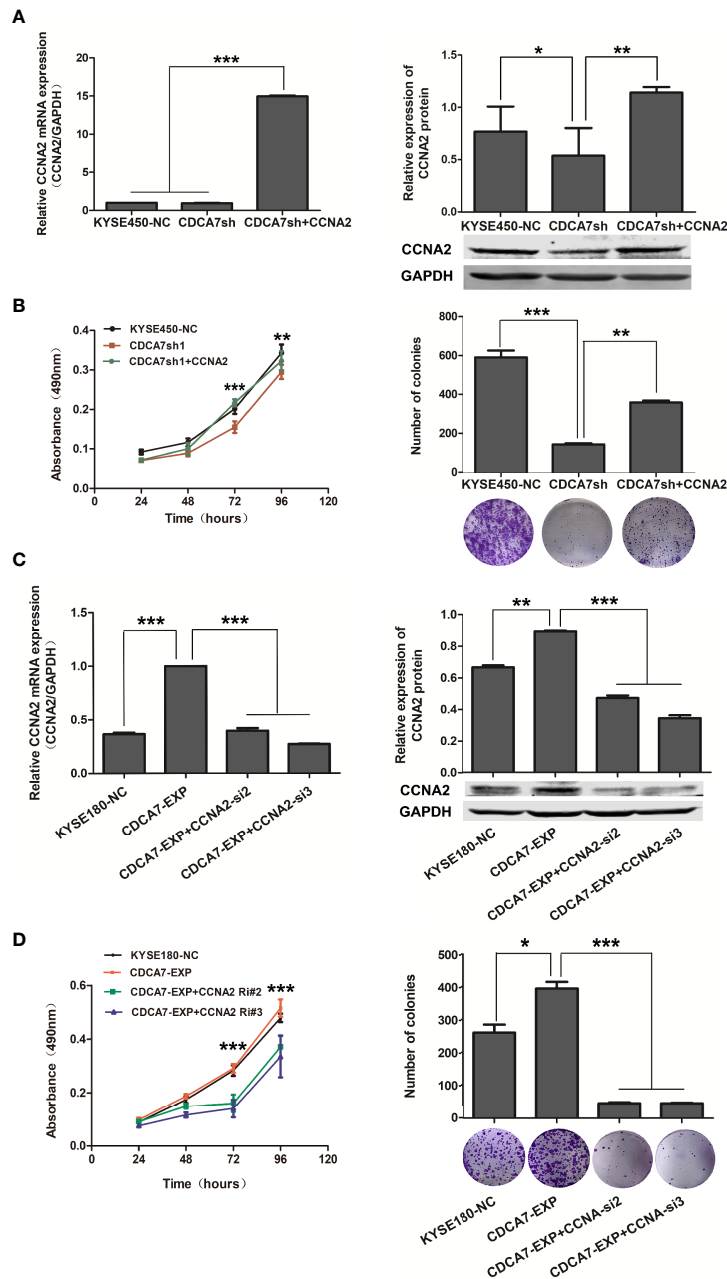 A
Relative CCNA2 mRNA expression
（CCNA2/GAPDH）
20
15
10
5
0
***
KYSE450-NC CDCA7sh CDCA7sh+CCNA2
Relative expression of
CCNA2 protein
1.5
1.0
0.5
0.0
* **
KYSE450-NC CDCA7sh CDCA7sh+CCNA2
CCNA2
GAPDH
B
Absorbance（490nm）
0.4
0.3
0.2
0.1
0.0
KYSE450-NC
CDCA7sh1
CDCA7sh1+CCNA2
***
**
0 24 48 72 96 120
Time（hours）
Number of colonies
800
600
400
200
0
*** **
KYSE450-NC CDCA7sh CDCA7sh+CCNA2
C
Relative CCNA2 mRNA expression
（CCNA2/GAPDH）
1.5
1.0
0.5
0.0
*** ***
KYSE180-NC
CDCA7-EXP
CDCA7-EXP+CCNA2-si2
CDCA7-EXP+CCNA2-si3
Relative expression of
CCNA2 protein
1.0
0.8
0.6
0.4
0.2
0.0
** ***
CCNA2
GAPDH
KYSE180-NC
CDCA7-EXP
CDCA7-EXP+CCNA2-si2
CDCA7-EXP+CCNA2-si3
D
Absorbance（490nm）
0.6
0.4
0.2
0.0
KYSE180-NC
CDCA7-EXP
CDCA7-EXP+CCNA2 Ri#2
CDCA7-EXP+CCNA2 Ri#3
***
***
0 24 48 72 96 120
Time（hours）
Number of colonies
500
400
300
200
100
0
* ***
KYSE180-NC
CDCA7-EXP
CDCA7-EXP+CCNA-si2
CDCA7-EXP+CCNA-si3